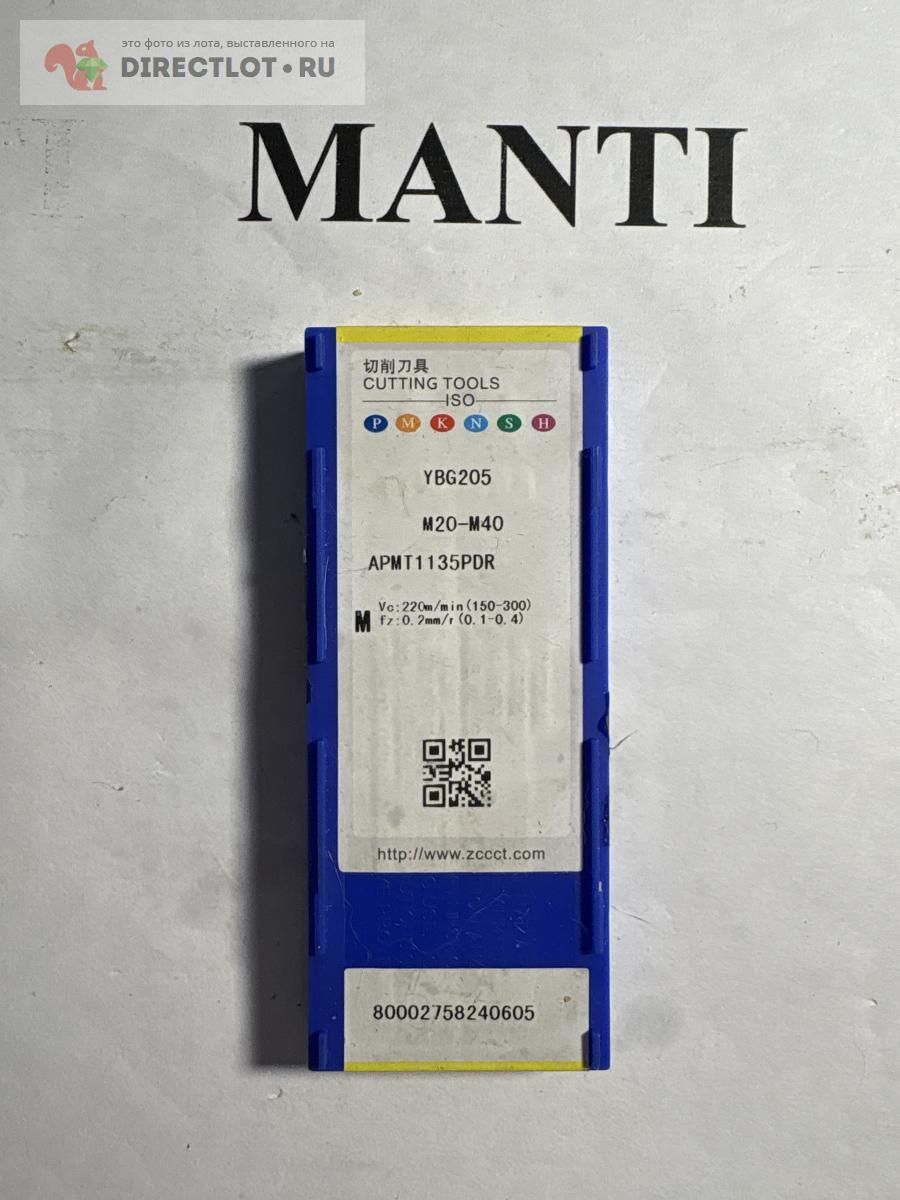 это фото из лота, выставленного на
DIRECTLOT•RU
MANTI
切削刀具
CUTTING TOOLS
ISO
P M K N S H
YBG205
M20-M40
APMT1135PDR
M
Vc:220m/min(150-300)
fz:0.2mm/r(0.1-0.4)
http://www.zccct.com
80002758240605